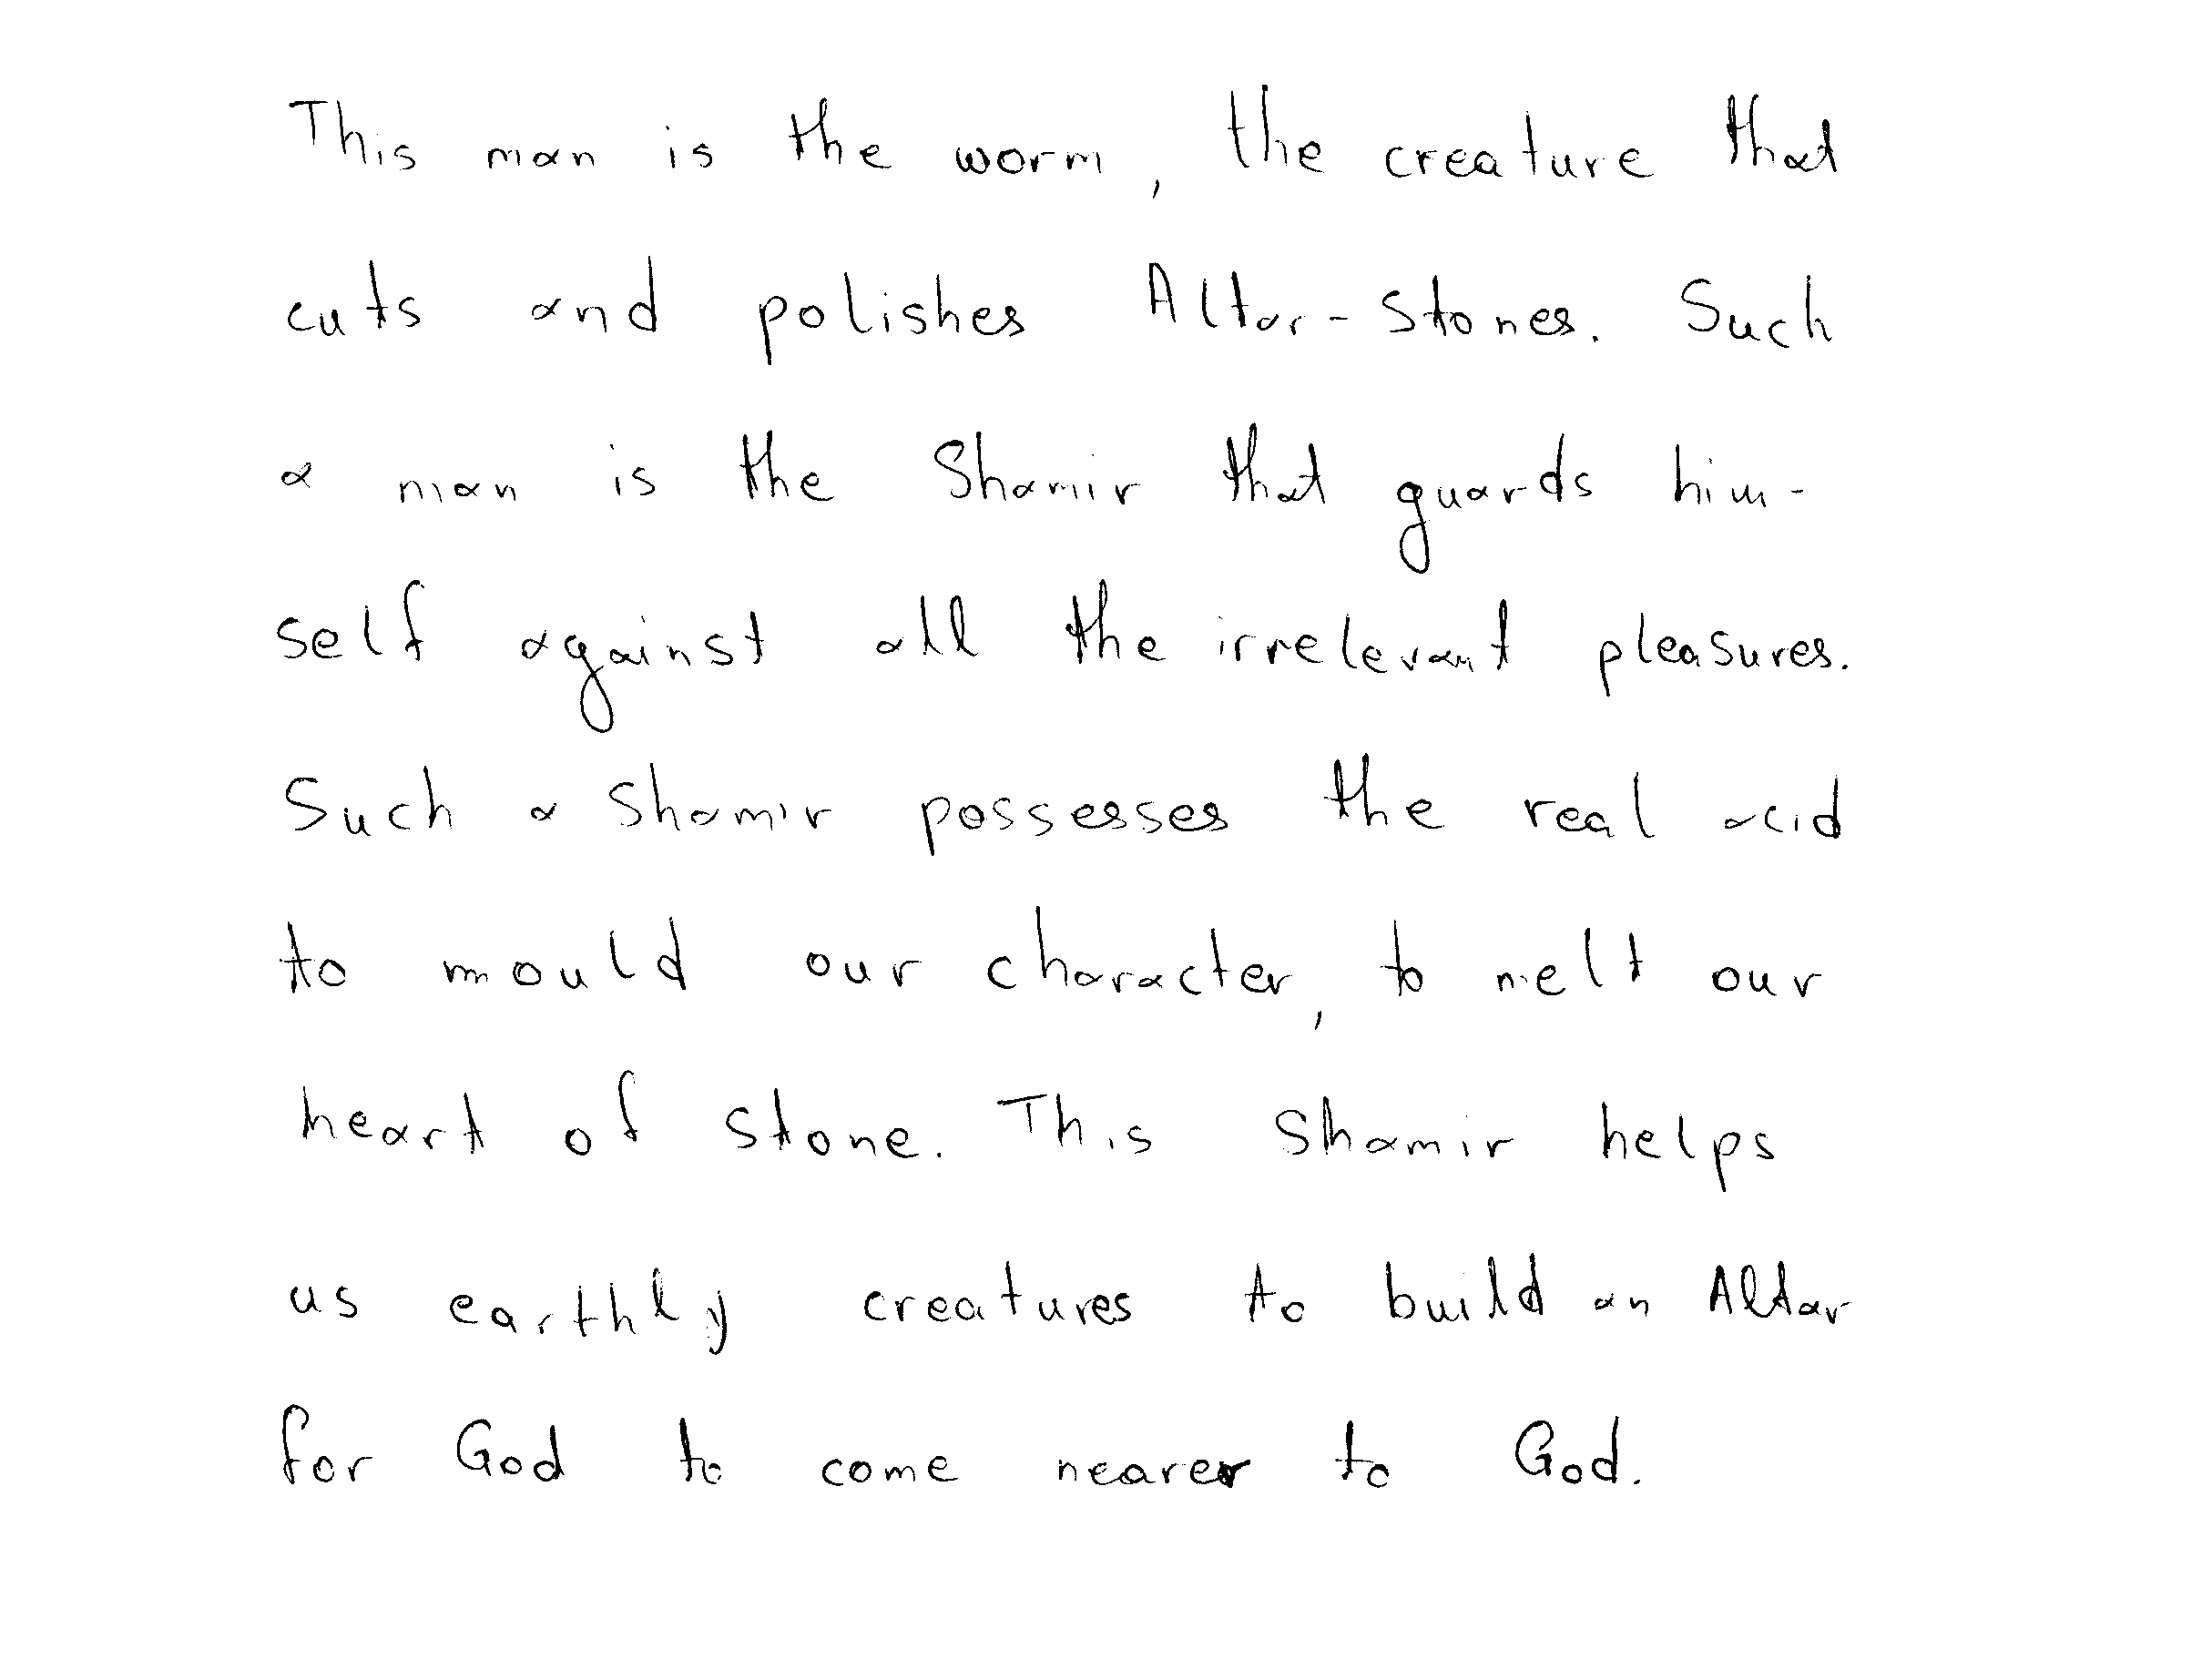 This man is the worm, the creature that
cuts and polishes Altar-Stones. Such
a man is the Shamir that guards him-
self against all the irrelevant pleasures.
Such a Shamir possesses the real acid
to mould our character, to melt our
heart of stone. This Shamir helps
us earthly creatures to build an Altar
for God to come nearer to God.